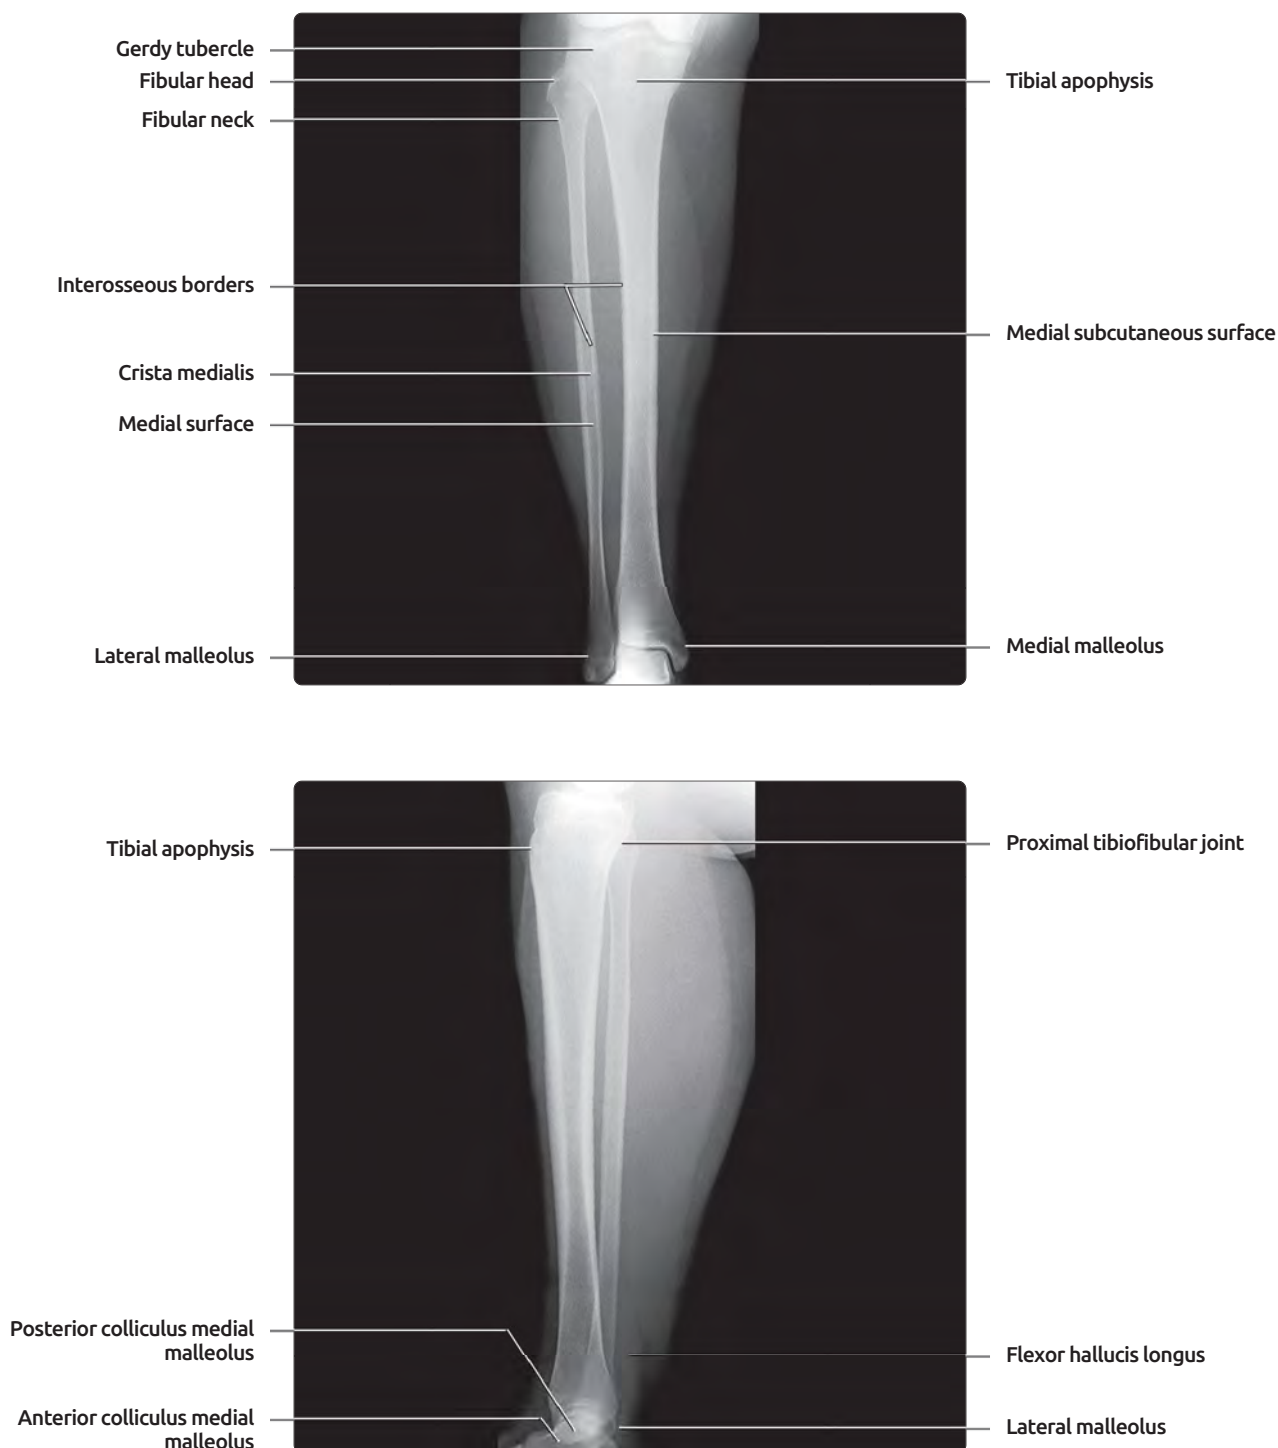 Gerdy tubercle
Fibular head
Fibular neck
Interosseous borders
Crista medialis
Medial surface
Lateral malleolus
Tibial apophysis
Medial subcutaneous surface
Medial malleolus
Tibial apophysis
Posterior colliculus medial
malleolus
Anterior colliculus medial
malleolus
Proximal tibiofibular joint
Flexor hallucis longus
Lateral malleolus